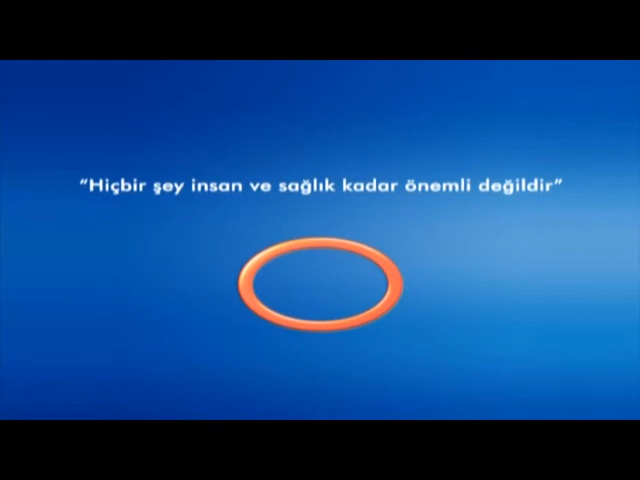 “Hiçbir şey insan ve sağlık kadar önemli değildir”